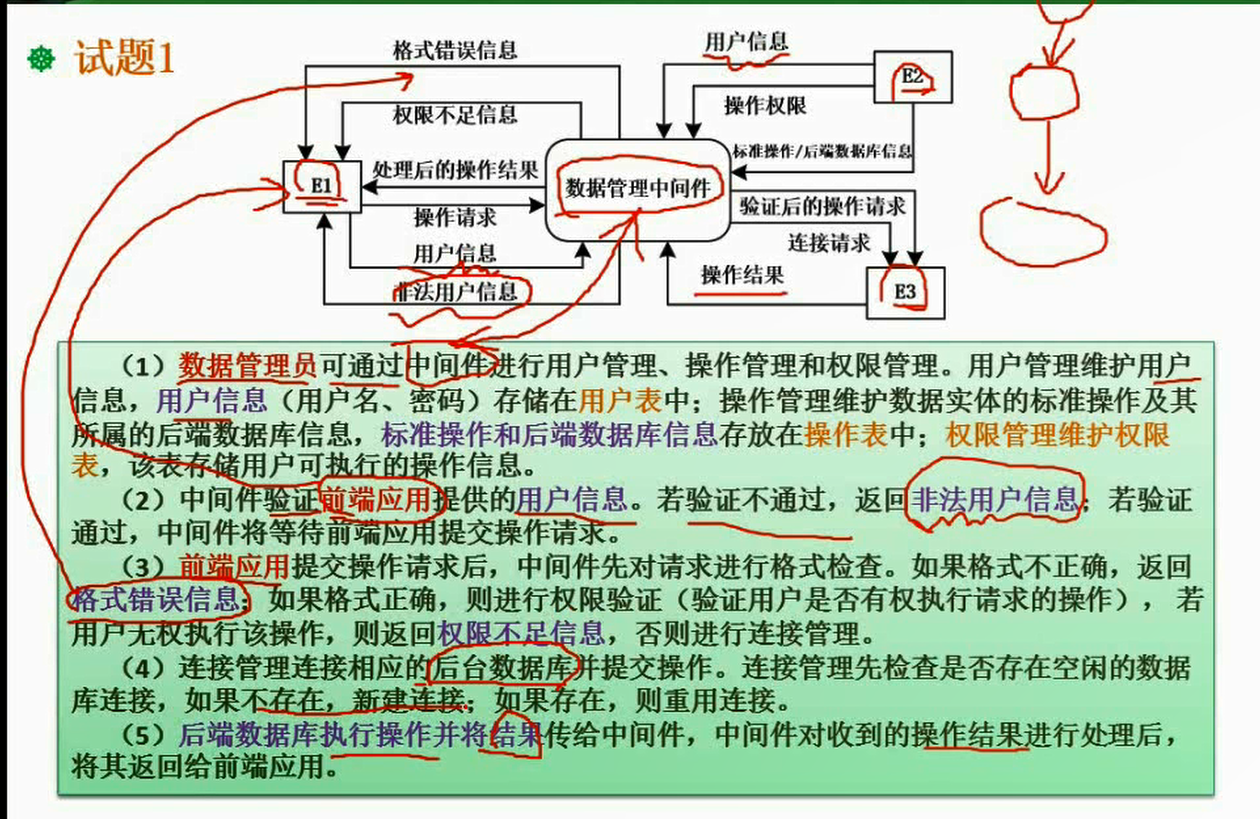 试题1
格式错误信息
用户信息
E2
权限不足信息
操作权限
标准操作/后端数据库信息
处理后的操作结果
E1
数据管理中间件
操作请求
验证后的操作请求
用户信息
连接请求
非法用户信息
操作结果
E3
（1）数据管理员可通过中间件进行用户管理、操作管理和权限管理。用户管理维护用户
信息，用户信息（用户名、密码）存储在用户表中；操作管理维护数据实体的标准操作及其
所属的后端数据库信息，标准操作和后端数据库信息存放在操作表中；权限管理维护权限
表，该表存储用户可执行的操作信息。
（2）中间件验证前端应用提供的用户信息。若验证不通过，返回非法用户信息；若验证
通过，中间件将等待前端应用提交操作请求。
（3）前端应用提交操作请求后，中间件先对请求进行格式检查。如果格式不正确，返回
格式错误信息；如果格式正确，则进行权限验证（验证用户是否有权执行请求的操作），若
用户无权执行该操作，则返回权限不足信息，否则进行连接管理。
（4）连接管理连接相应的后台数据库并提交操作。连接管理先检查是否存在空闲的数据
库连接，如果不存在，新建连接；如果存在，则重用连接。
（5）后端数据库执行操作并将结果传给中间件，中间件对收到的操作结果进行处理后，
将其返回给前端应用。